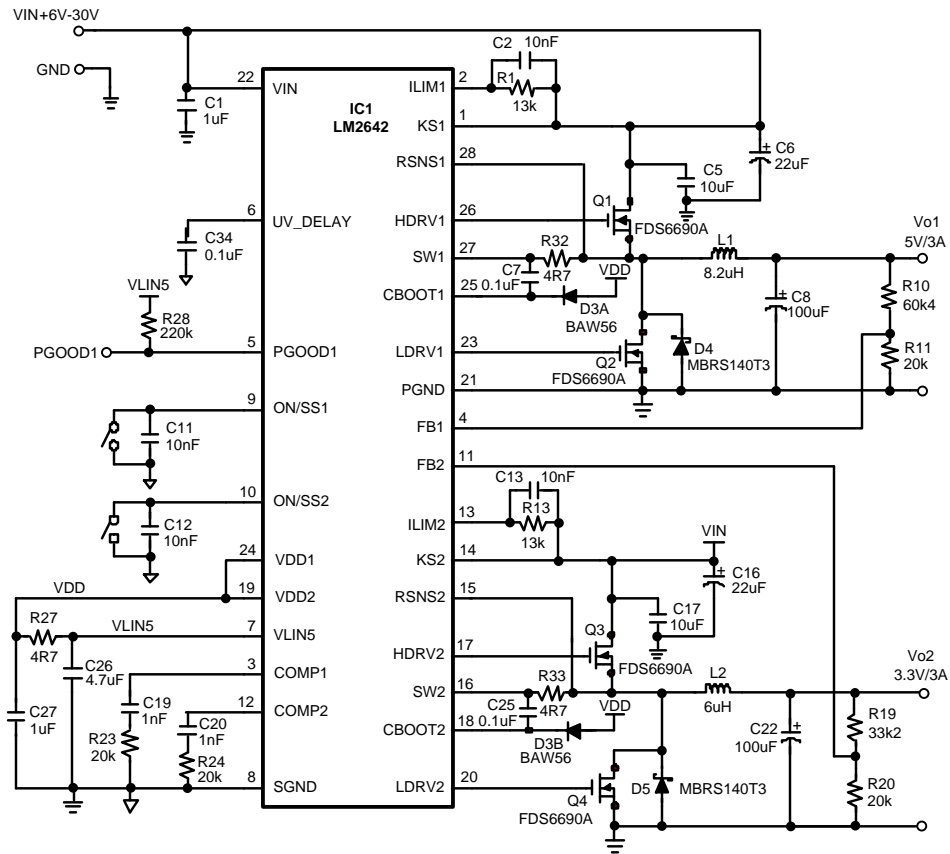 VIN+6V-30V
GND
C1
1uF
IC1
LM2642
22
VIN
6
UV_DELAY
C34
0.1uF
VLIN5
R28
220k
PGOOD1
5
PGOOD1
9
ON/SS1
C11
10nF
10
ON/SS2
C12
10nF
24
VDD1
VDD
19
VDD2
R27
4R7
VLIN5
7
VLIN5
C26
4.7uF
3
COMP1
C27
1uF
C19
1nF
12
COMP2
C20
1nF
R23
20k
R24
20k
8
SGND
ILIM1
2
C2
10nF
R1
13k
KS1
1
RSNS1
28
C6
22uF
C5
10uF
HDRV1
26
Q1
FDS6690A
SW1
27
R32
4R7
C7
0.1uF
VDD
CBOOT1
25
D3A
BAW56
L1
8.2uH
Vo1
5V/3A
C8
100uF
R10
60k4
R11
20k
LDRV1
23
Q2
FDS6690A
D4
MBRS140T3
PGND
21
FB1
4
FB2
11
C13
10nF
ILIM2
13
R13
13k
KS2
14
VIN
C16
22uF
RSNS2
15
C17
10uF
HDRV2
17
Q3
FDS6690A
SW2
16
R33
4R7
C25
0.1uF
VDD
CBOOT2
18
D3B
BAW56
L2
6uH
Vo2
3.3V/3A
C22
100uF
R19
33k2
R20
20k
LDRV2
20
Q4
FDS6690A
D5
MBRS140T3